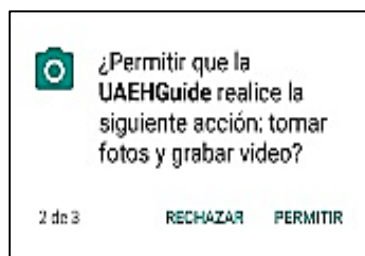 ¿Permitir que la
UAEHGuide realice la
siguiente acción: tomar
fotos y grabar video?
2 de 3 RECHAZAR PERMITIR